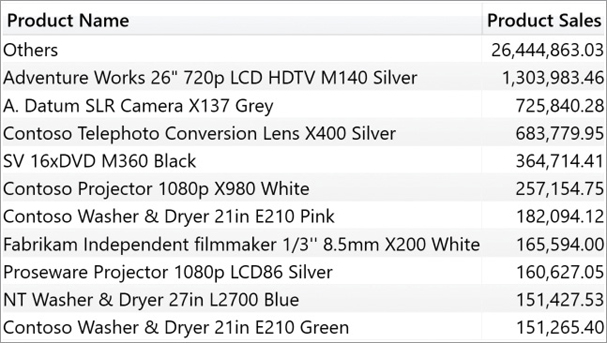 Product Name Product Sales
Others 26,444,863.03
Adventure Works 26" 720p LCD HDTV M140 Silver 1,303,983.46
A. Datum SLR Camera X137 Grey 725,840.28
Contoso Telephoto Conversion Lens X400 Silver 683,779.95
SV 16xDVD M360 Black 364,714.41
Contoso Projector 1080p X980 White 257,154.75
Contoso Washer & Dryer 21in E210 Pink 182,094.12
Fabrikam Independent filmmaker 1/3'' 8.5mm X200 White 165,594.00
Proseware Projector 1080p LCD86 Silver 160,627.05
NT Washer & Dryer 27in L2700 Blue 151,427.53
Contoso Washer & Dryer 21in E210 Green 151,265.40